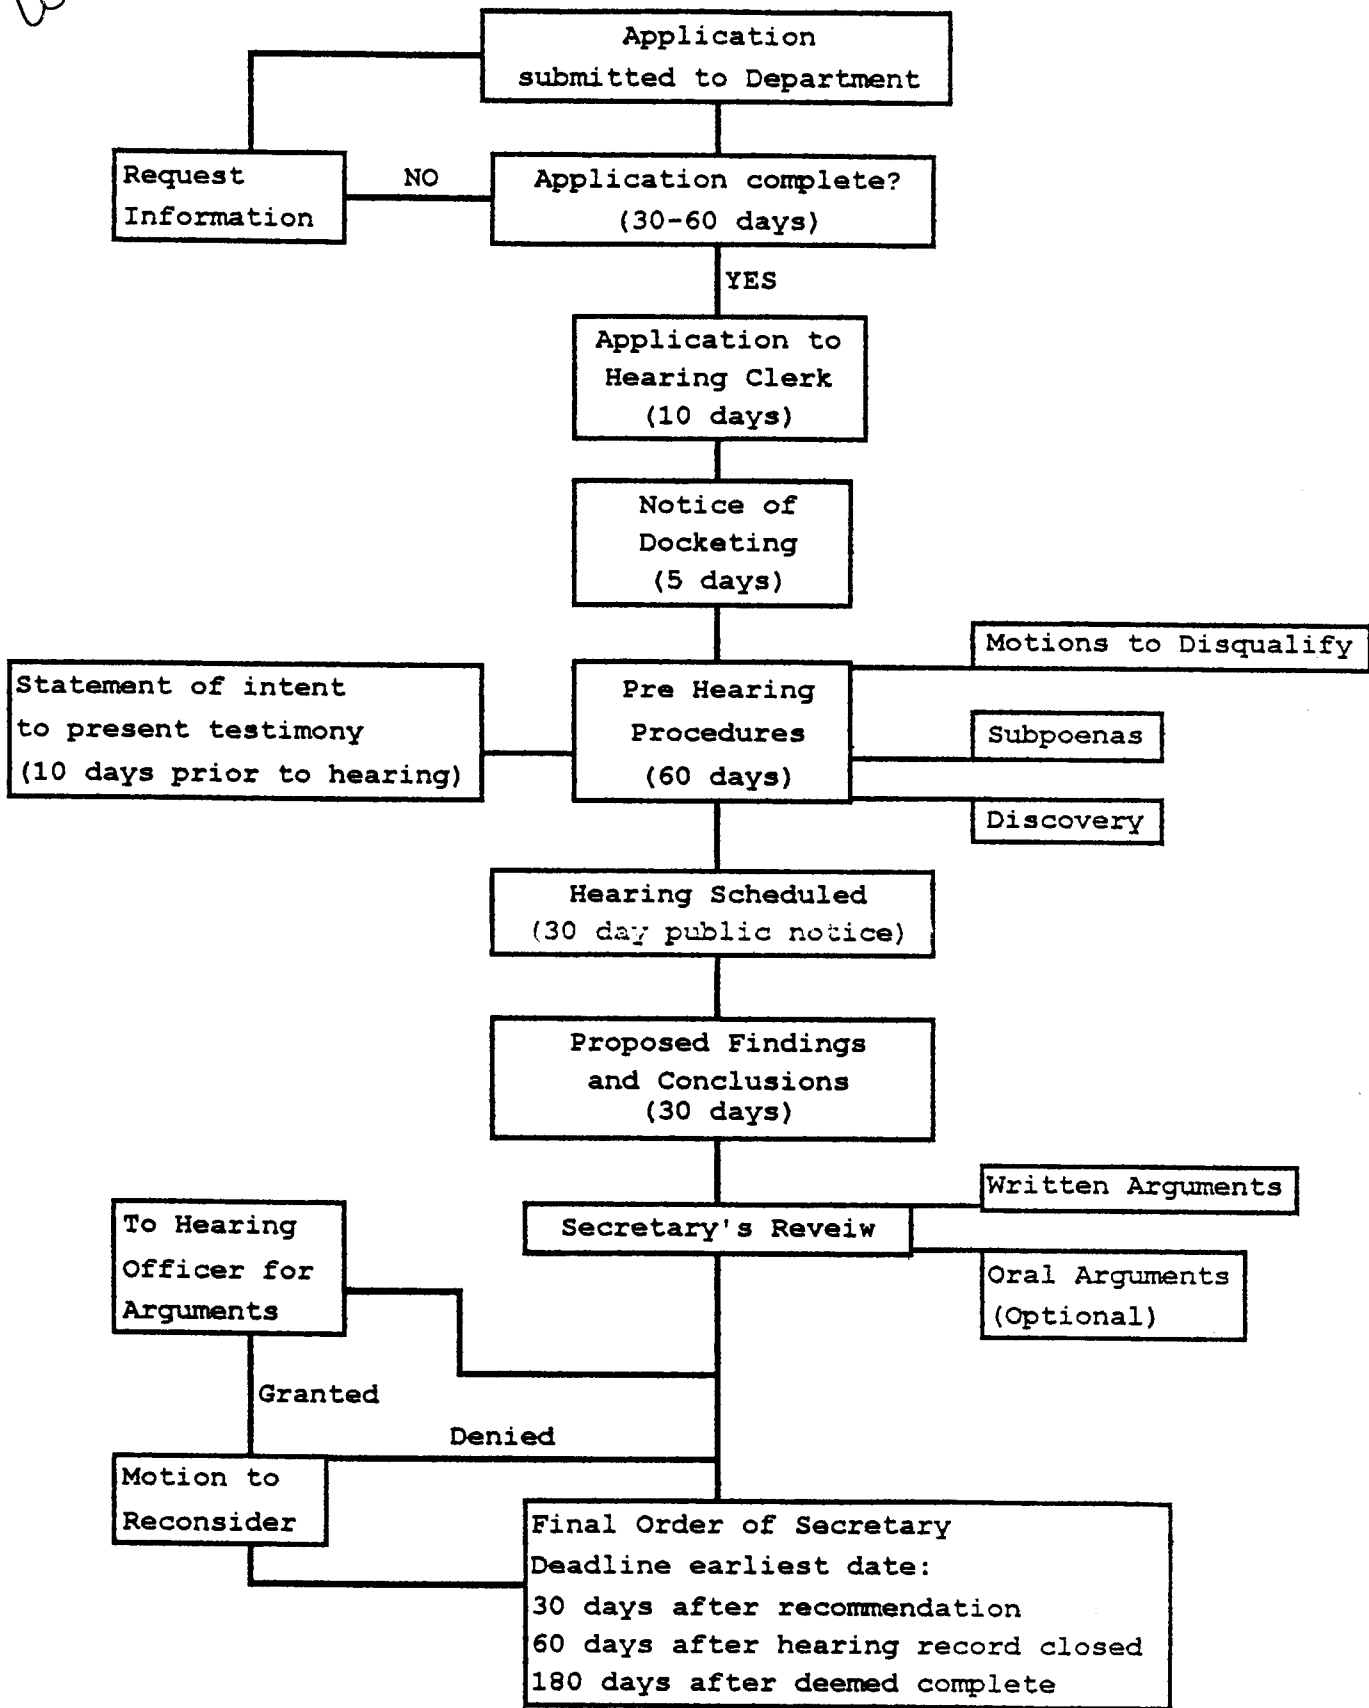 Application
submitted to Department
Request
Information
NO
Application complete?
(30-60 days)
YES
Application to
Hearing Clerk
(10 days)
Notice of
Docketing
(5 days)
Motions to Disqualify
Statement of intent
to present testimony
(10 days prior to hearing)
Pre Hearing
Procedures
(60 days)
Subpoenas
Discovery
Hearing Scheduled
(30 day public notice)
Proposed Findings
and Conclusions
(30 days)
Written Arguments
Secretary's Reveiw
Oral Arguments
(Optional)
To Hearing
Officer for
Arguments
Granted
Denied
Motion to
Reconsider
Final Order of Secretary
Deadline earliest date:
30 days after recommendation
60 days after hearing record closed
180 days after deemed complete